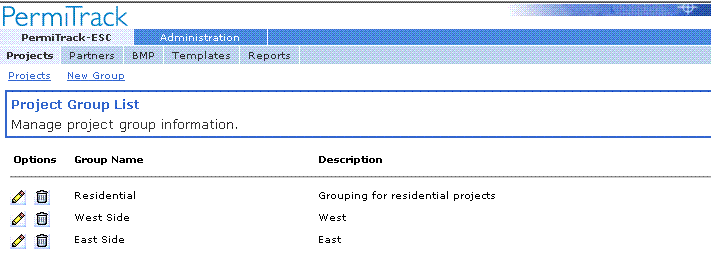 PermiTrack
PermiTrack-ESC Administration
Projects Partners BMP Templates Reports
Projects New Group
Project Group List
Manage project group information.
Options Group Name Description
Residential Grouping for residential projects
West Side West
East Side East